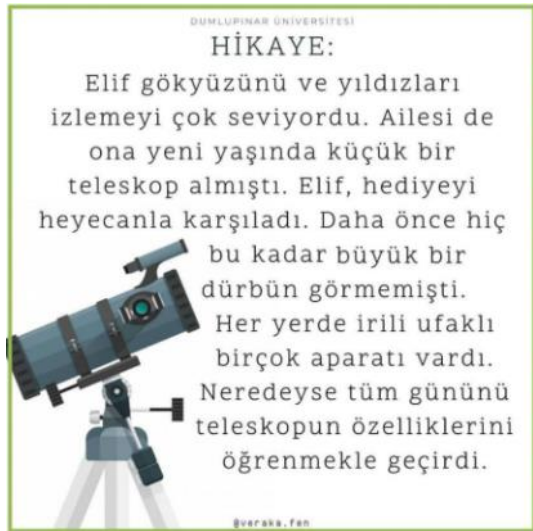 DUMLUPINAR ÜNİVERSİTESİ
HİKAYE:
Elif gökyüzünü ve yıldızları
izlemeyi çok seviyordu. Ailesi de
ona yeni yaşında küçük bir
teleskop almıştı. Elif, hediyeyi
heyecanla karşıladı. Daha önce hiç
bu kadar büyük bir
dürbün görmemişti.
Her yerde irili ufaklı
birçok aparatı vardı.
Neredeyse tüm gününü
teleskopun özelliklerini
öğrenmekle geçirdi.
@veraka.fen